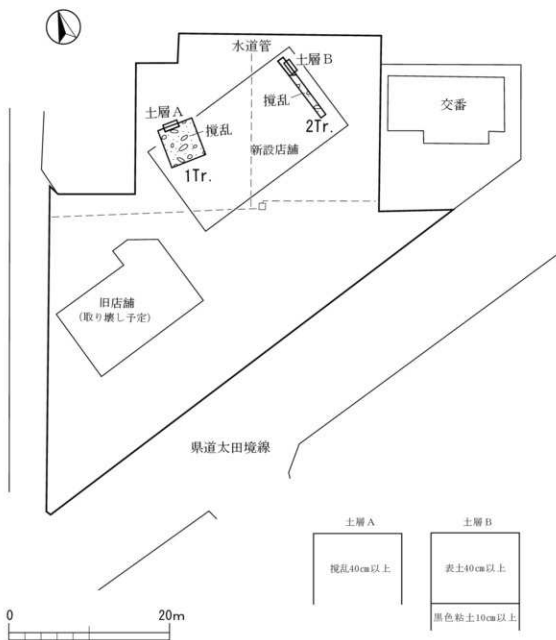 水道管
土層B
撹乱
2Tr.
土層A
撹乱
1Tr.
新設店舗
交番
旧店舗
(取り壊し予定)
県道太田境線
土層A
撹乱40㎝以上
土層B
表土40㎝以上
黒色粘土10㎝以上
0 20m